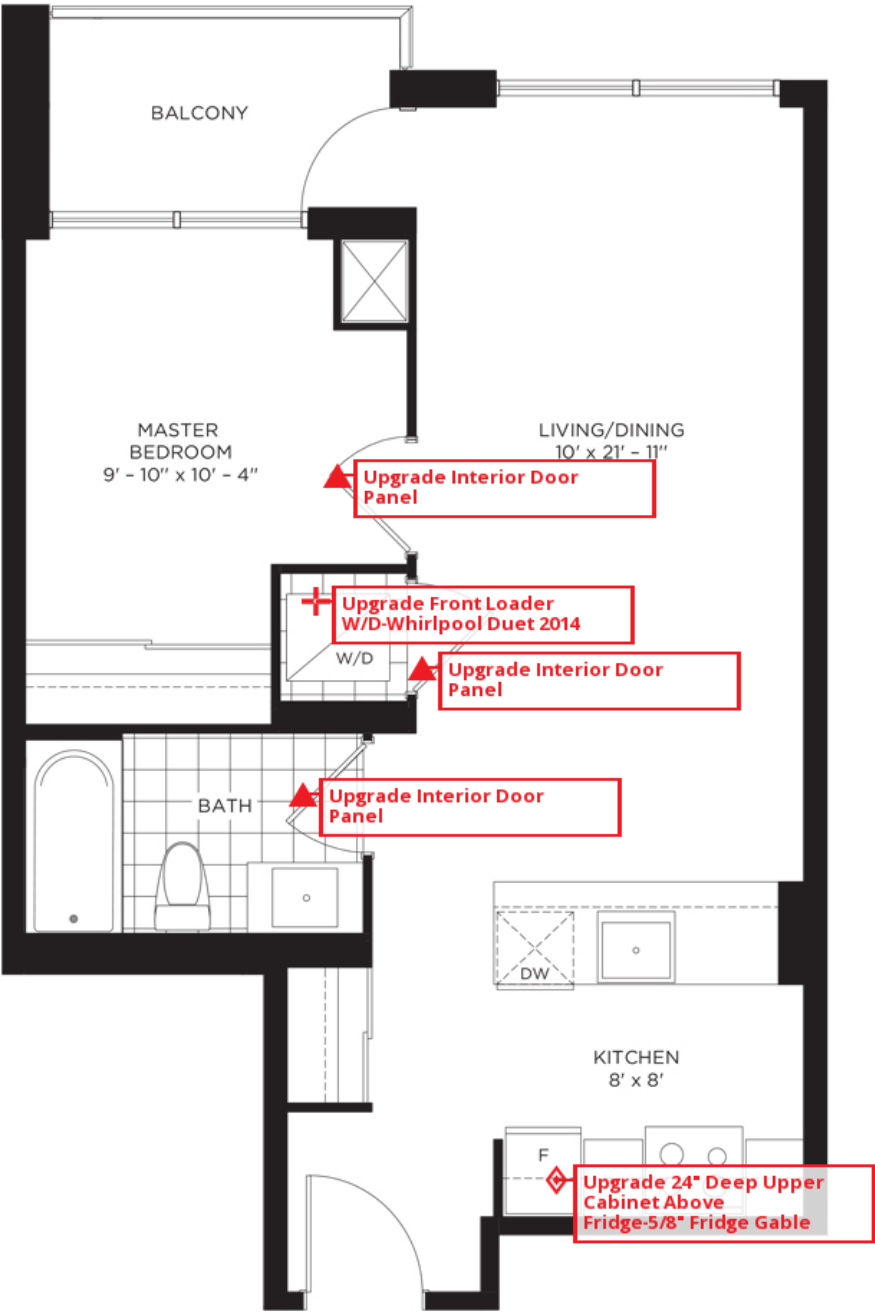 BALCONY
MASTER
BEDROOM
9' – 10" x 10' – 4"
LIVING/DINING
10' x 21' – 11"
Upgrade Interior Door
Panel
Upgrade Front Loader
W/D-Whirlpool Duet 2014
W/D
Upgrade Interior Door
Panel
BATH
Upgrade Interior Door
Panel
DW
KITCHEN
8' x 8'
F
Upgrade 24" Deep Upper
Cabinet Above
Fridge-5/8" Fridge Gable